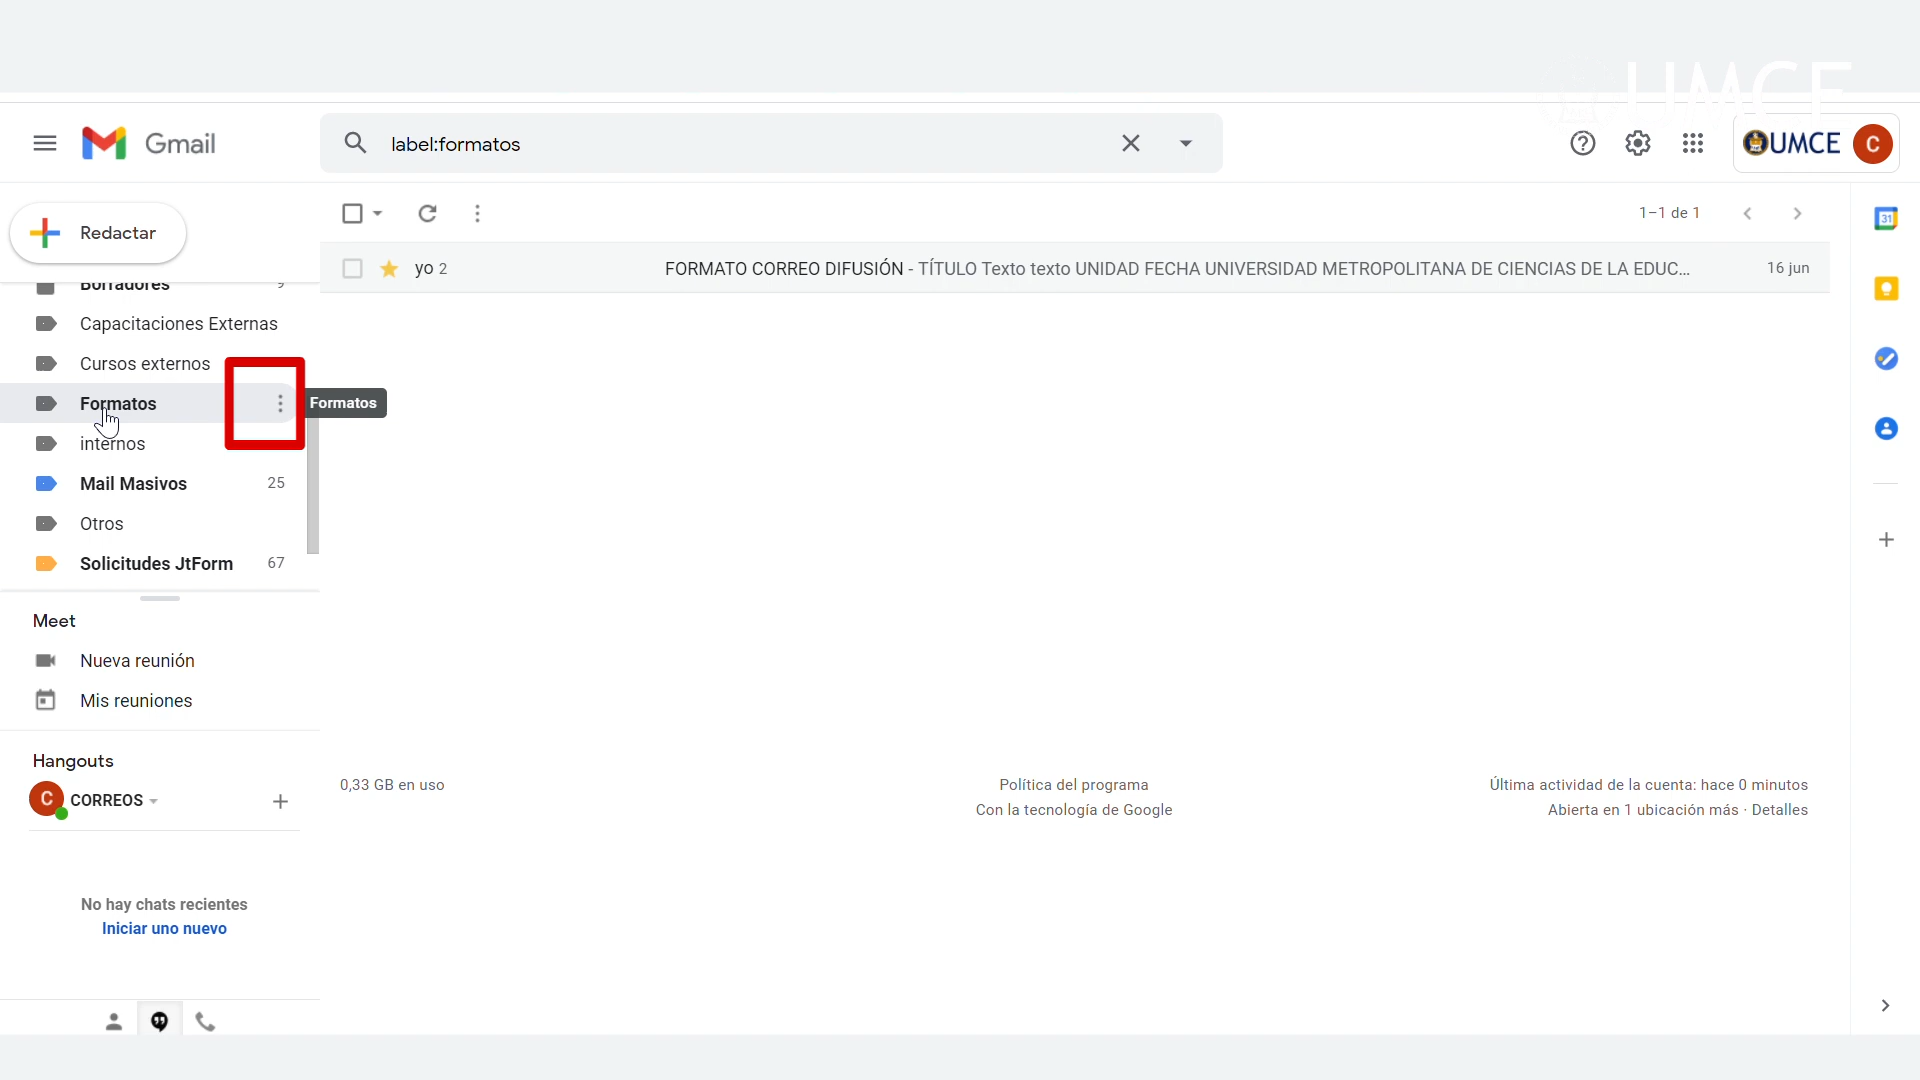 UMCE
Gmail
label:formatos
UMCE
C
Redactar
1–1 de 1
31
yo 2
FORMATO CORREO DIFUSIÓN - TÍTULO Texto texto UNIDAD FECHA UNIVERSIDAD METROPOLITANA DE CIENCIAS DE LA EDUC...
16 jun
Borradores 9
Capacitaciones Externas
Cursos externos
Formatos
Formatos
internos
Mail Masivos 25
Otros
Solicitudes JtForm 67
Meet
Nueva reunión
Mis reuniones
Hangouts
C
CORREOS
0,33 GB en uso
Política del programa
Con la tecnología de Google
Última actividad de la cuenta: hace 0 minutos
Abierta en 1 ubicación más · Detalles
No hay chats recientes
Iniciar uno nuevo